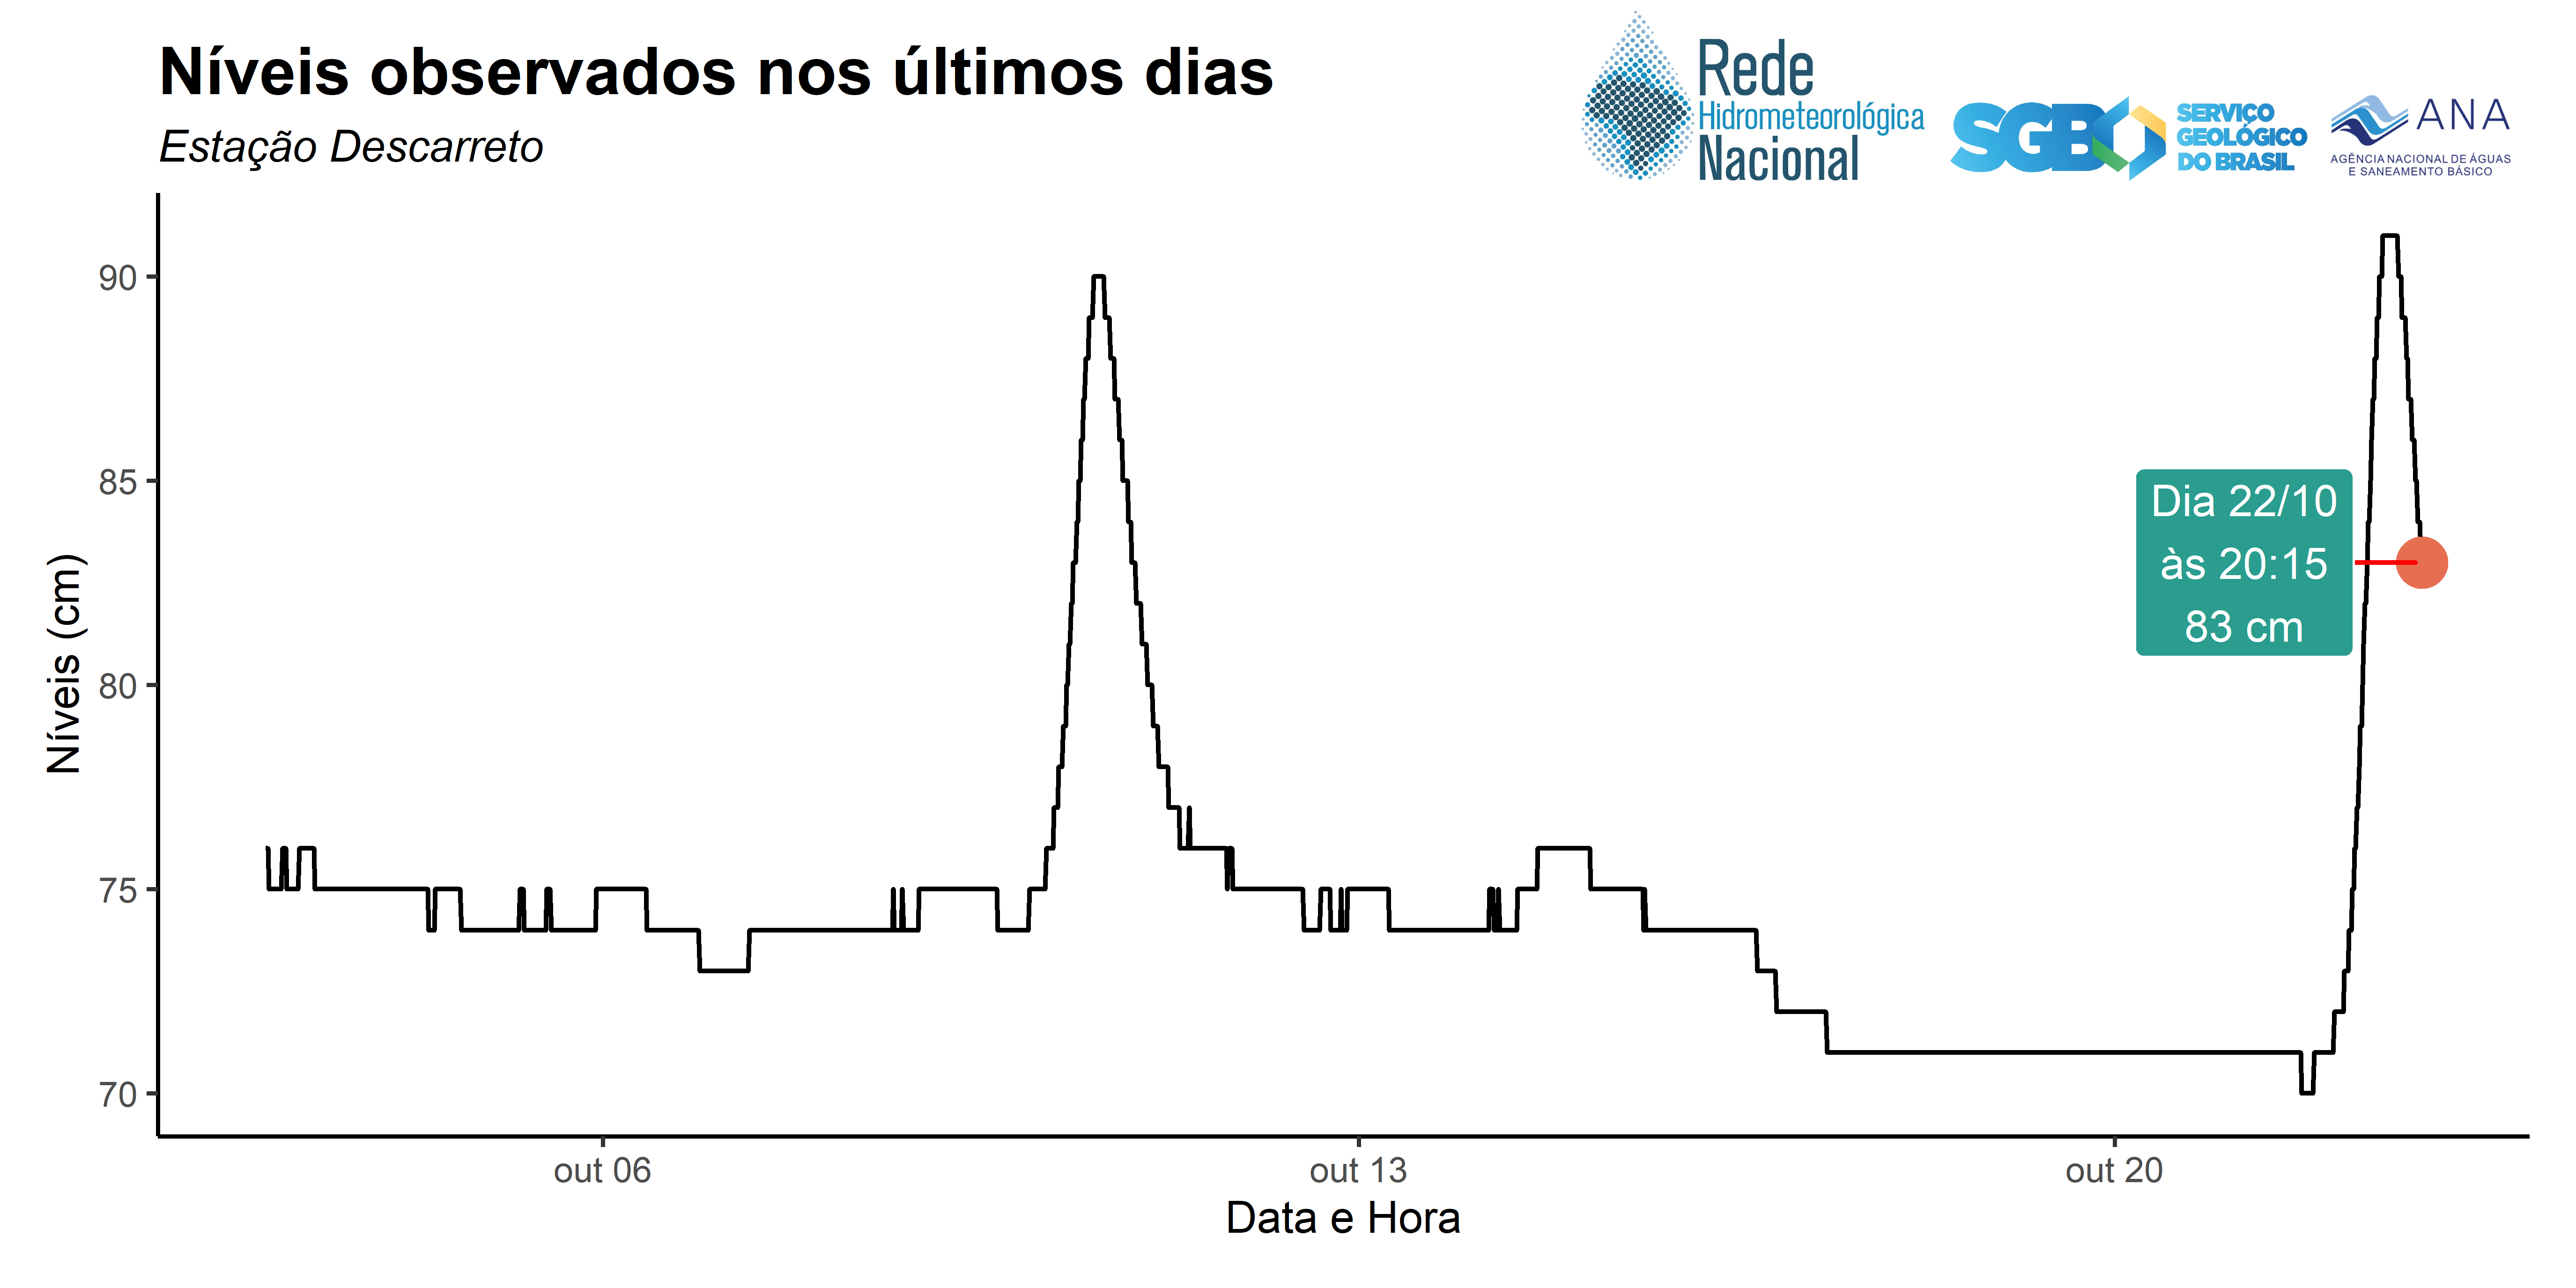 Níveis observados nos últimos dias
Estação Descarreto
Rede
Hidrometeorológica
Nacional
SGB
SERVIÇO
GEOLÓGICO
DO BRASIL
ANA
AGÊNCIA NACIONAL DE ÁGUAS
E SANEAMENTO BÁSICO
Níveis (cm)
90
85
80
75
70
Dia 22/10
às 20:15
83 cm
out 06
out 13
out 20
Data e Hora